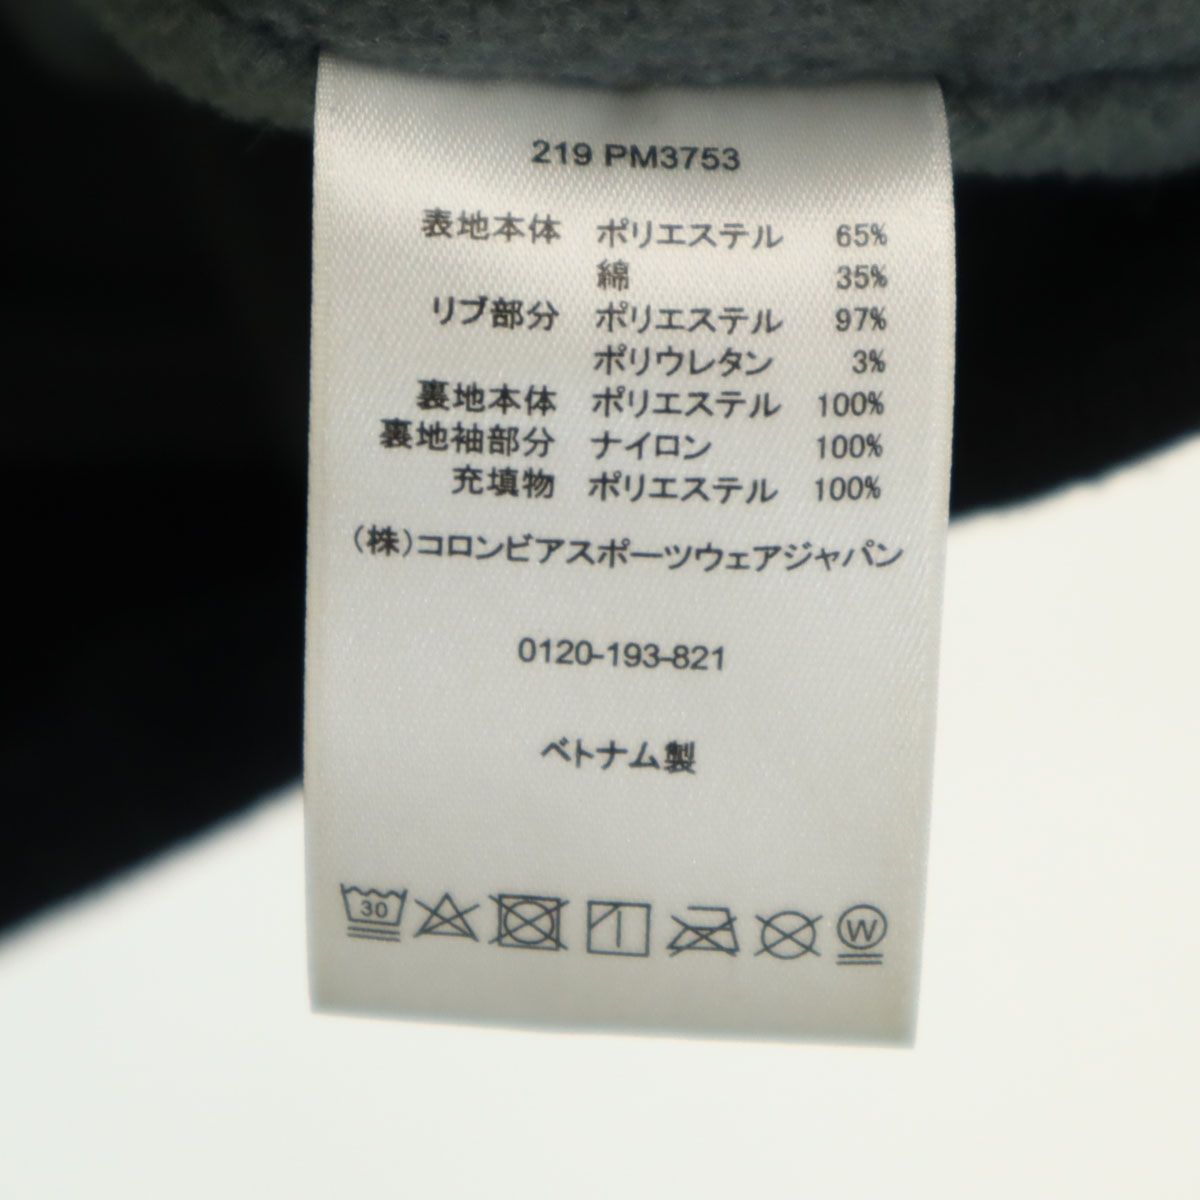 219 PM3753
表地本体 ポリエステル 65%
綿 35%
リブ部分 ポリエステル 97%
ポリウレタン 3%
裏地本体 ポリエステル 100%
裏地袖部分 ナイロン 100%
充填物 ポリエステル 100%
(株)コロンビアスポーツウェアジャパン
0120-193-821
ベトナム製
30 W